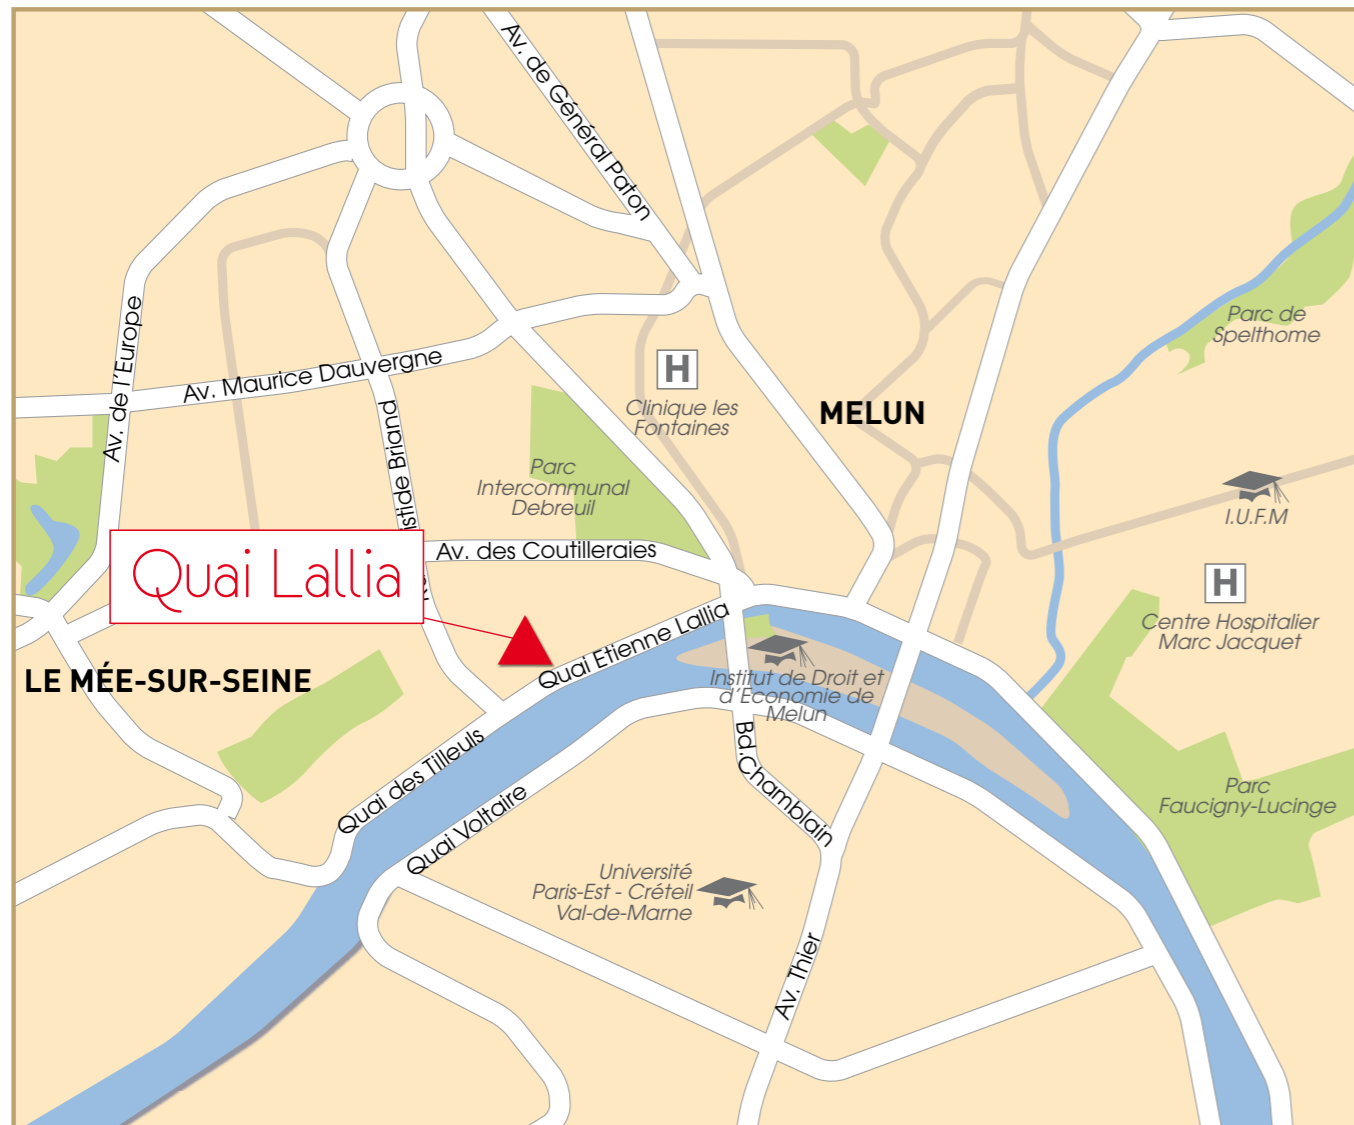 Av. de Général Paton
Parc de
Spelthome
Av. de l'Europe
Av. Maurice Dauvergne
H
Clinique les
Fontaines
MELUN
istide Briand
Parc
Intercommunal
Debreuil
I.U.F.M
Av. des Coutilleraies
Quai Lallia
H
Centre Hospitalier
Marc Jacquet
Quai Etienne Lallia
LE MÉE-SUR-SEINE
Institut de Droit et
d'Economie de
Melun
Quai des Tilleuls
Bd.Chamblain
Quai Voltaire
Parc
Faucigny-Lucinge
Université
Paris-Est - Créteil
Val-de-Marne
Av. Thier